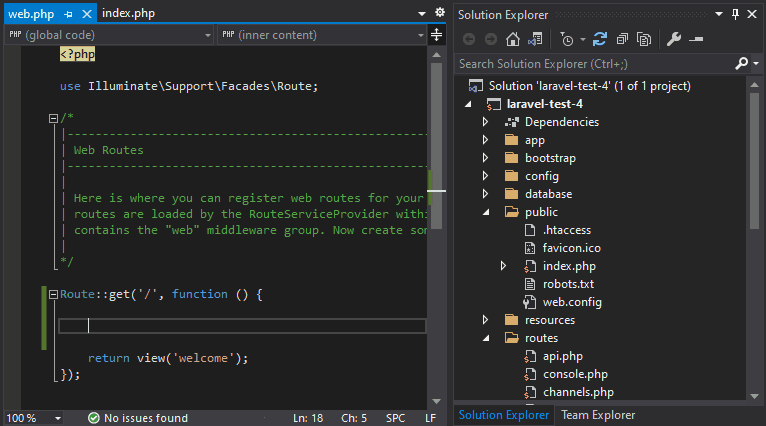 web.php
index.php
PHP (global code)
PHP (inner content)
<?php
use Illuminate\Support\Facades\Route;
/*
|----------------------------------------------------
| Web Routes
|----------------------------------------------------
|
| Here is where you can register web routes for your
| routes are loaded by the RouteServiceProvider withi
| contains the "web" middleware group. Now create som
|
*/
Route::get('/', function () {
return view('welcome');
});
100 %
No issues found
Ln: 18
Ch: 5
SPC
LF
Solution Explorer
Search Solution Explorer (Ctrl+;)
Solution 'laravel-test-4' (1 of 1 project)
laravel-test-4
Dependencies
app
bootstrap
config
database
public
.htaccess
favicon.ico
index.php
robots.txt
web.config
resources
routes
api.php
console.php
channels.php
Solution Explorer
Team Explorer